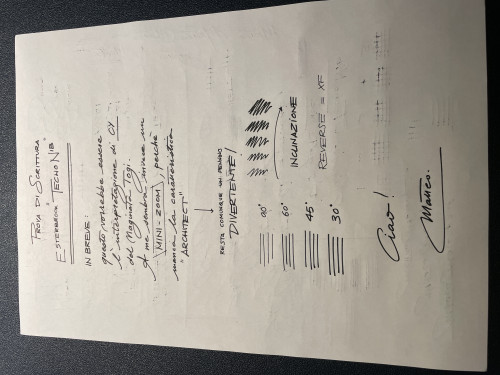 PROVA DI SCRITTURA
ESTERBROOK "TECHNO NIB"
IN BREVE:
questo vorrebbe essere
l'interpretazione di CY
del Magneta Togi.
A me sembra invece un
"MINI-ZOOM", perché
manca la caratteristica
"ARCHITECT"
RESTA COMUNQUE UN PENNINO
DIVERTENTE!
90°
60°
45°
30°
INCLINAZIONE
REVERSE = XF
Ciao!
Matteo.